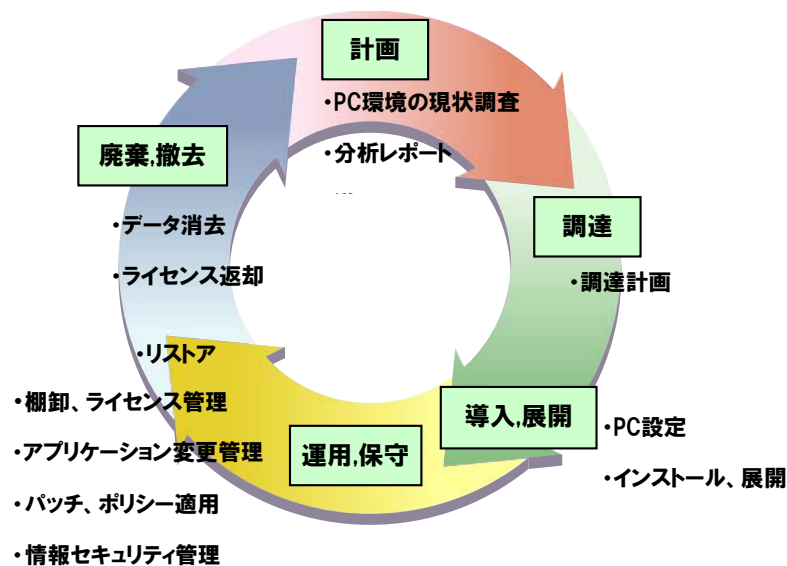 計画
・PC環境の現状調査
・分析レポート
調達
・調達計画
導入,展開
・PC設定
・インストール、展開
運用,保守
・リストア
・棚卸、ライセンス管理
・アプリケーション変更管理
・パッチ、ポリシー適用
・情報セキュリティ管理
廃棄,撤去
・データ消去
・ライセンス返却